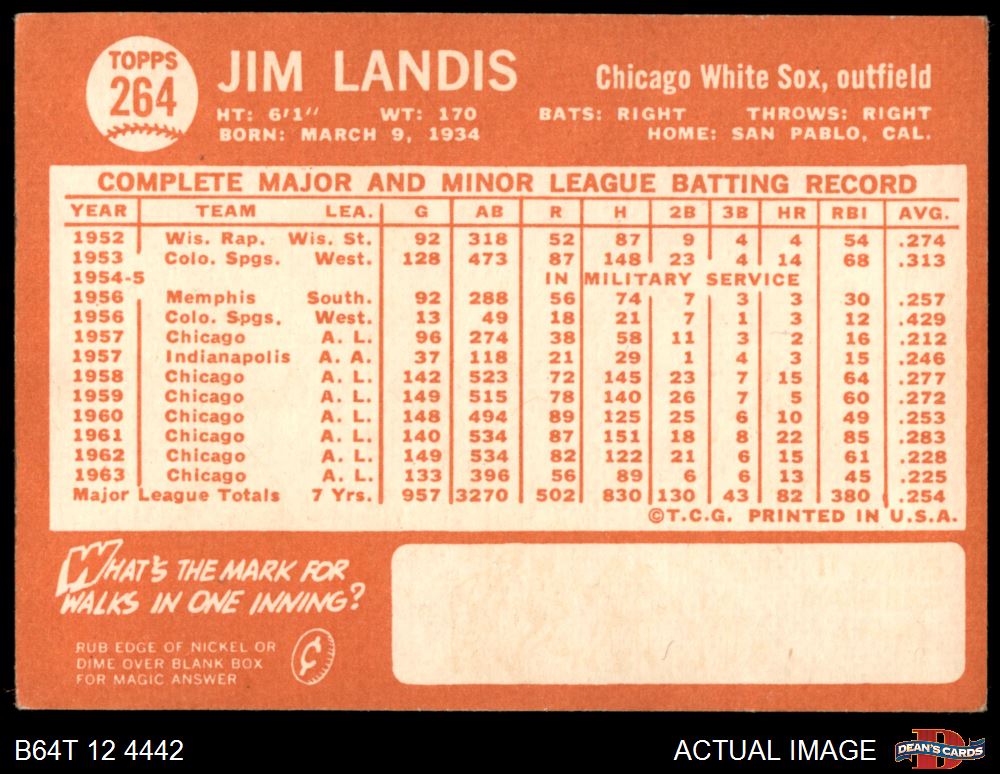 TOPPS
264
JIM LANDIS
Chicago White Sox, outfield
HT: 6'1" WT: 170 BATS: RIGHT THROWS: RIGHT
BORN: MARCH 9, 1934 HOME: SAN PABLO, CAL.
COMPLETE MAJOR AND MINOR LEAGUE BATTING RECORD
YEAR TEAM LEA. G AB R H 2B 3B HR RBI AVG.
1952 Wis. Rap. Wis. St. 92 318 52 87 9 4 4 54 .274
1953 Colo. Spgs. West. 128 473 87 148 23 4 14 68 .313
1954-5 IN MILITARY SERVICE
1956 Memphis South. 92 288 56 74 7 3 3 30 .257
1956 Colo. Spgs. West. 13 49 18 21 7 1 3 12 .429
1957 Chicago A. L. 96 274 38 58 11 3 2 16 .212
1957 Indianapolis A. A. 37 118 21 29 1 4 3 15 .246
1958 Chicago A. L. 142 523 72 145 23 7 15 64 .277
1959 Chicago A. L. 149 515 78 140 26 7 5 60 .272
1960 Chicago A. L. 148 494 89 125 25 6 10 49 .253
1961 Chicago A. L. 140 534 87 151 18 8 22 85 .283
1962 Chicago A. L. 149 534 82 122 21 6 15 61 .228
1963 Chicago A. L. 133 396 56 89 6 6 13 45 .225
Major League Totals 7 Yrs. 957 3270 502 830 130 43 82 380 .254
©T.C.G. PRINTED IN U.S.A.
WHAT'S THE MARK FOR
WALKS IN ONE INNING?
RUB EDGE OF NICKEL OR
DIME OVER BLANK BOX
FOR MAGIC ANSWER
¢
B64T 12 4442
ACTUAL IMAGE
D
DEAN'S CARDS